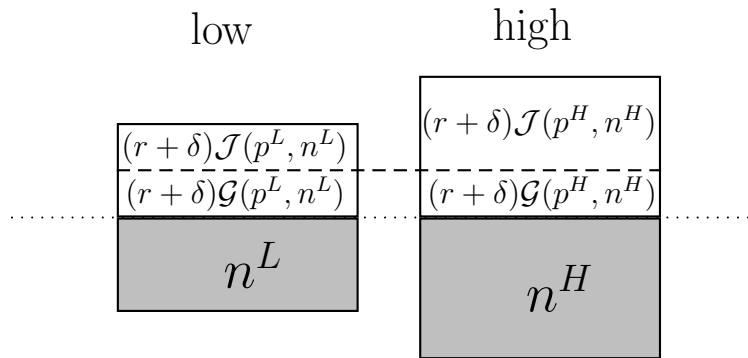 low high
(r + δ)𝒥(p^L, n^L) (r + δ)𝒥(p^H, n^H)
(r + δ)𝒢(p^L, n^L) (r + δ)𝒢(p^H, n^H)
n^L n^H